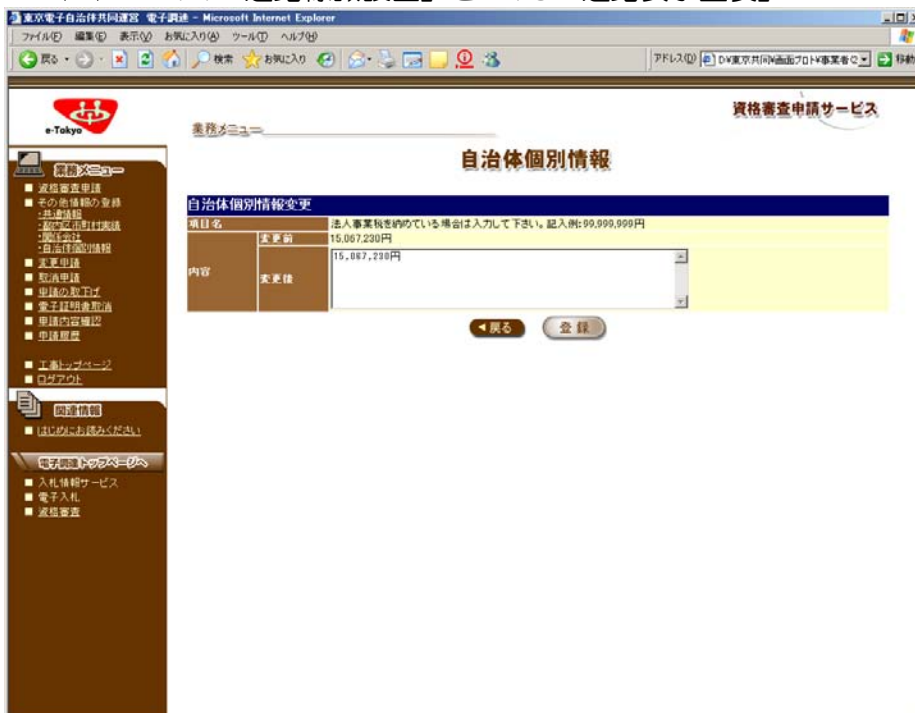 東京電子自治体共同運営 電子調達 - Microsoft Internet Explorer
ファイル(F) 編集(E) 表示(V) お気に入り(A) ツール(T) ヘルプ(H)
戻る 検索 お気に入り アドレス(D) 移動
e-Tokyo
業務メニュー
資格審査申請サービス
自治体個別情報
業務メニュー
資格審査申請
その他情報の登録
・共通情報
・都内区市町村実績
・関係会社
・自治体個別情報
変更申請
取消申請
申請の取下げ
電子証明書取消
申請内容確認
申請履歴
工事トップページ
ログアウト
関連情報
はじめにお読みください
電子調達トップページへ
入札情報サービス
電子入札
資格審査
自治体個別情報変更
項目名 法人事業税を納めている場合は入力して下さい。記入例:99,999,999円
内容 変更前 15,067,230円
変更後 15,067,230円
戻る 登録